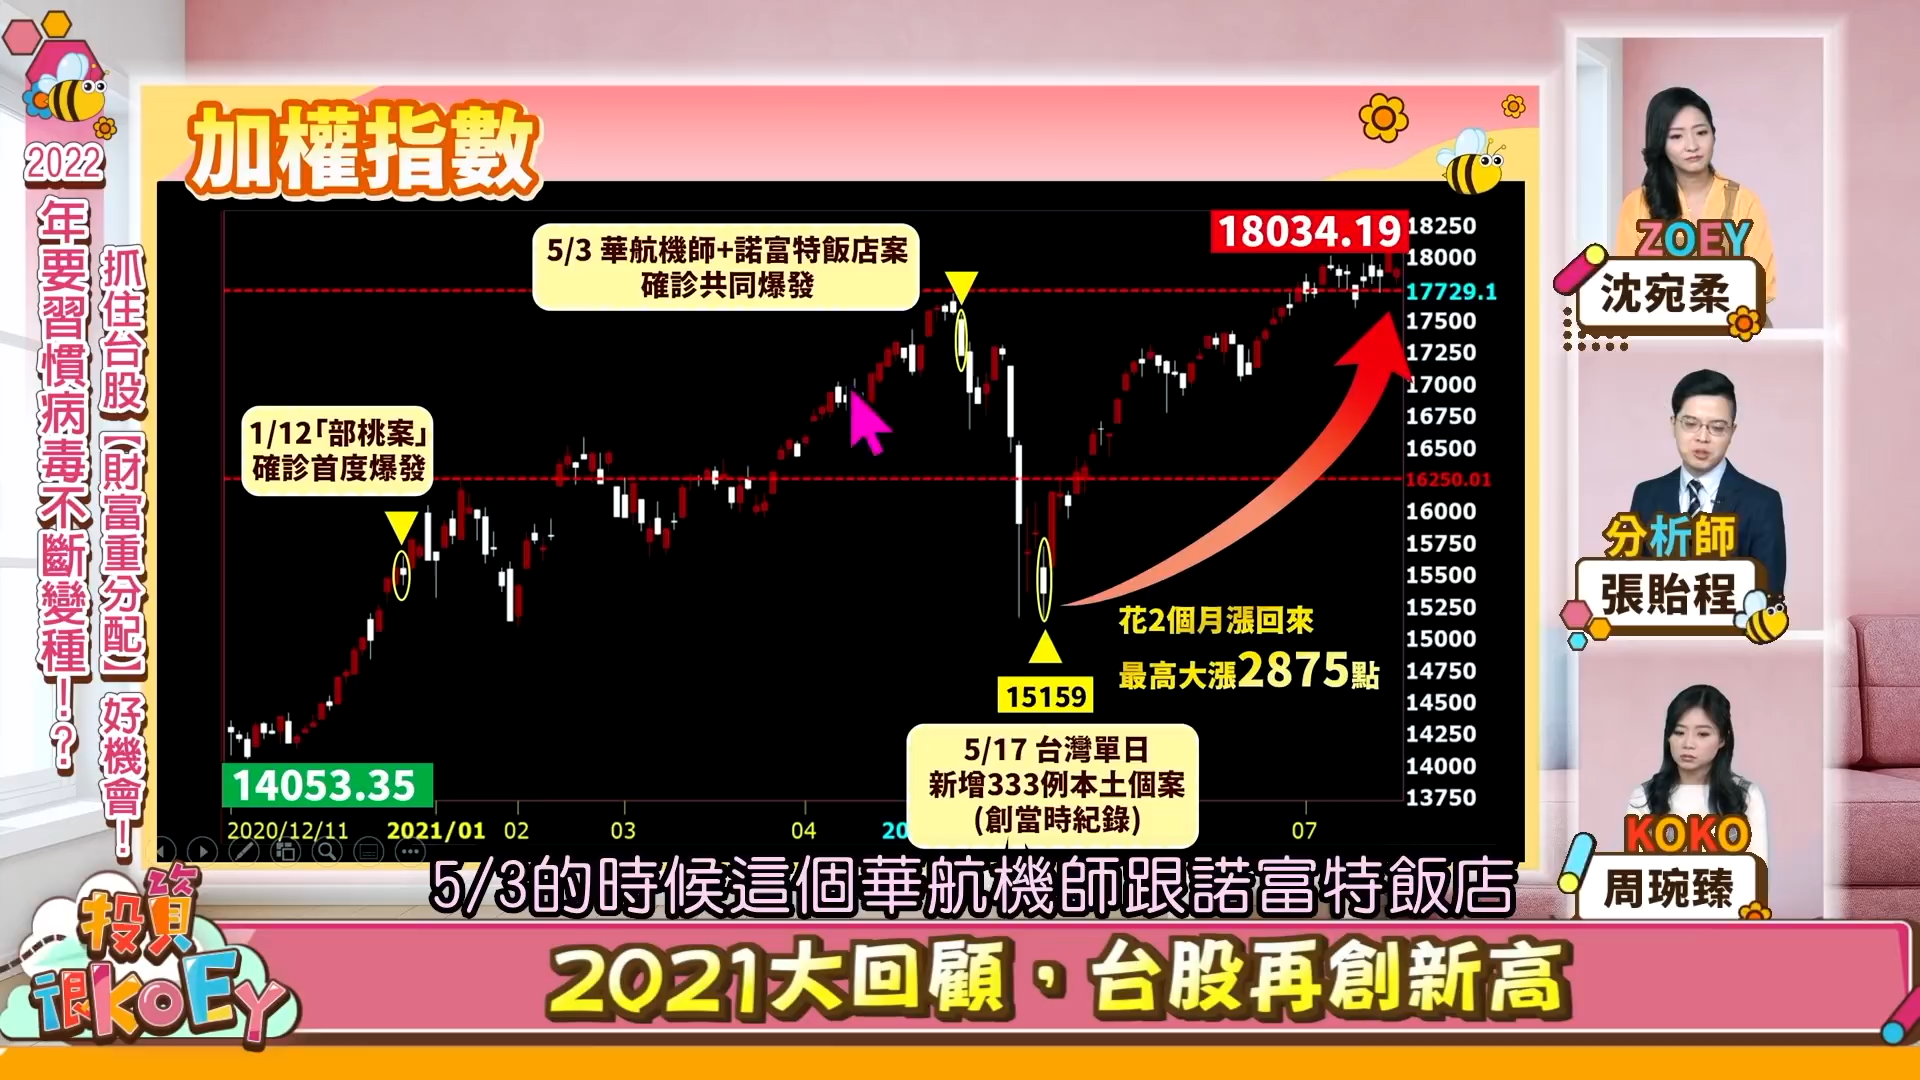 2022
年要習慣病毒不斷變種!?
抓住台股【財富重分配】好機會!
加權指數
5/3 華航機師+諾富特飯店案
確診共同爆發
1/12「部桃案」
確診首度爆發
18034.19
18250
18000
17729.1
17500
17250
17000
16750
16500
16250.01
16000
15750
15500
15250
15000
14750
14500
14250
14000
13750
花2個月漲回來
最高大漲2875點
15159
5/17 台灣單日
新增333例本土個案
(創當時紀錄)
14053.35
2020/12/11 2021/01 02 03 04 20 07
ZOEY
沈宛柔
分析師
張貽程
KOKO
周琬臻
5/3的時候這個華航機師跟諾富特飯店
投資
很KOEY
2021大回顧,台股再創新高